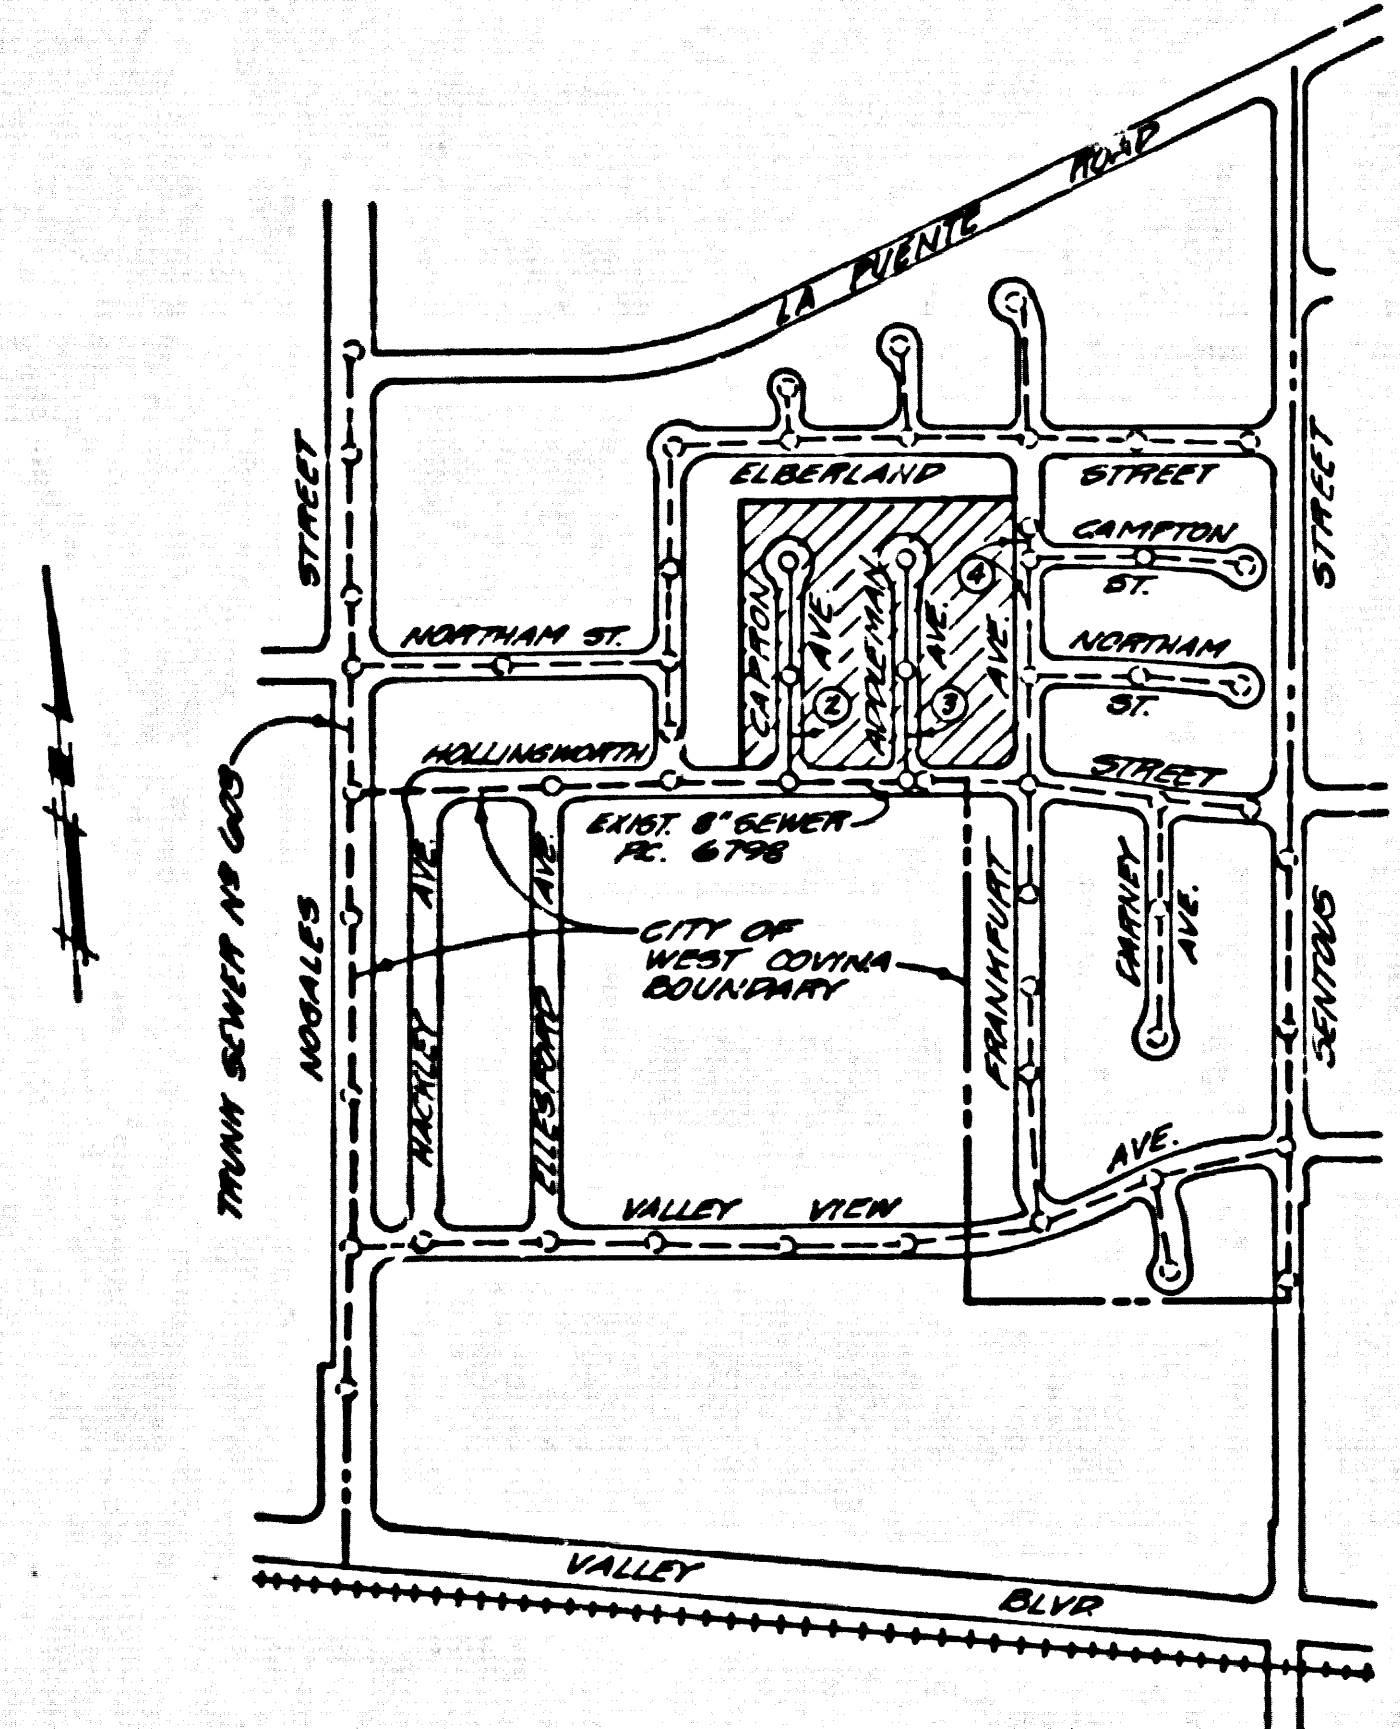 LA PUENTE ROAD
STREET
ELBERLAND STREET
STREET
CAMPTON
ST.
NORTHAM ST.
CAPRON AVE.
ADDLEMAN AVE.
4
AVE.
NORTHAM
ST.
2
3
HOLLINGSWORTH
STREET
EXIST. 8" SEWER
P.C. 6798
TRUNK SEWER Nº 603
NOGALES
AVE.
AVE.
CITY OF
WEST COVINA
BOUNDARY
FRANKFURT
CARNEY
AVE.
SENTOUS
HACKLEY
ELLESFORD
AVE.
VALLEY VIEW
VALLEY BLVD